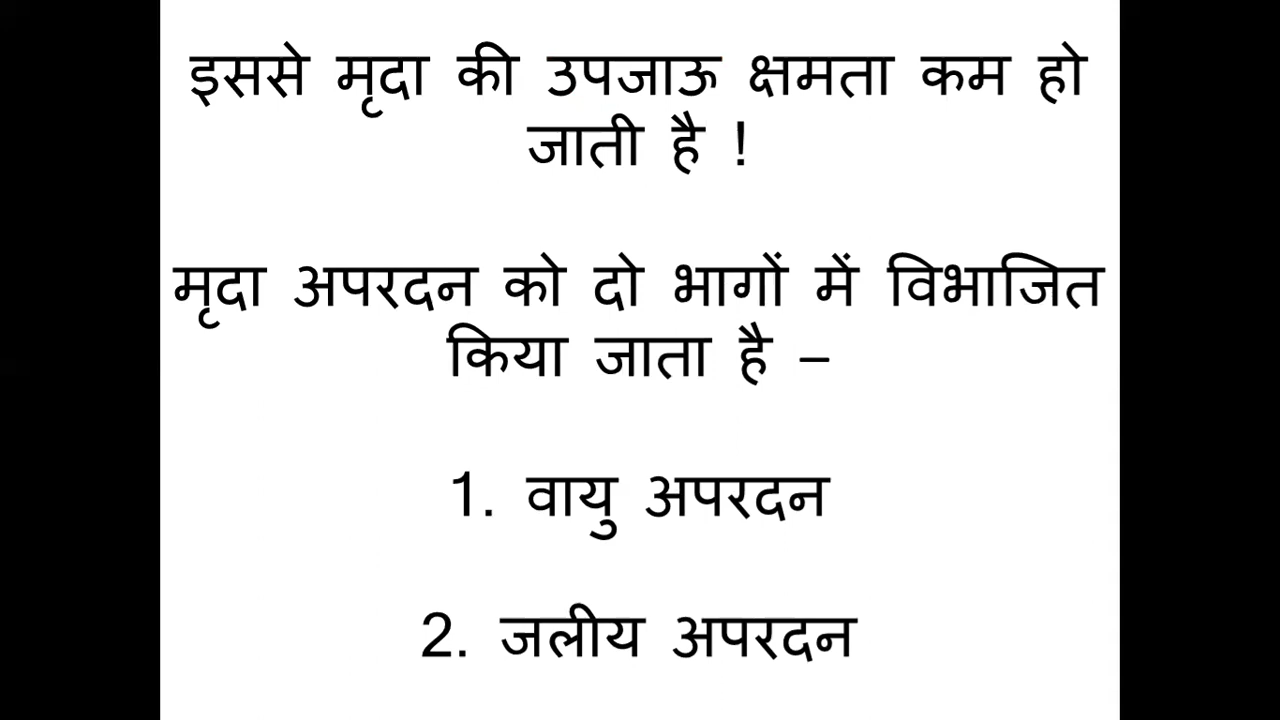 इससे मृदा की उपजाऊ क्षमता कम हो
जाती है !
मृदा अपरदन को दो भागों में विभाजित
किया जाता है –
1. वायु अपरदन
2. जलीय अपरदन